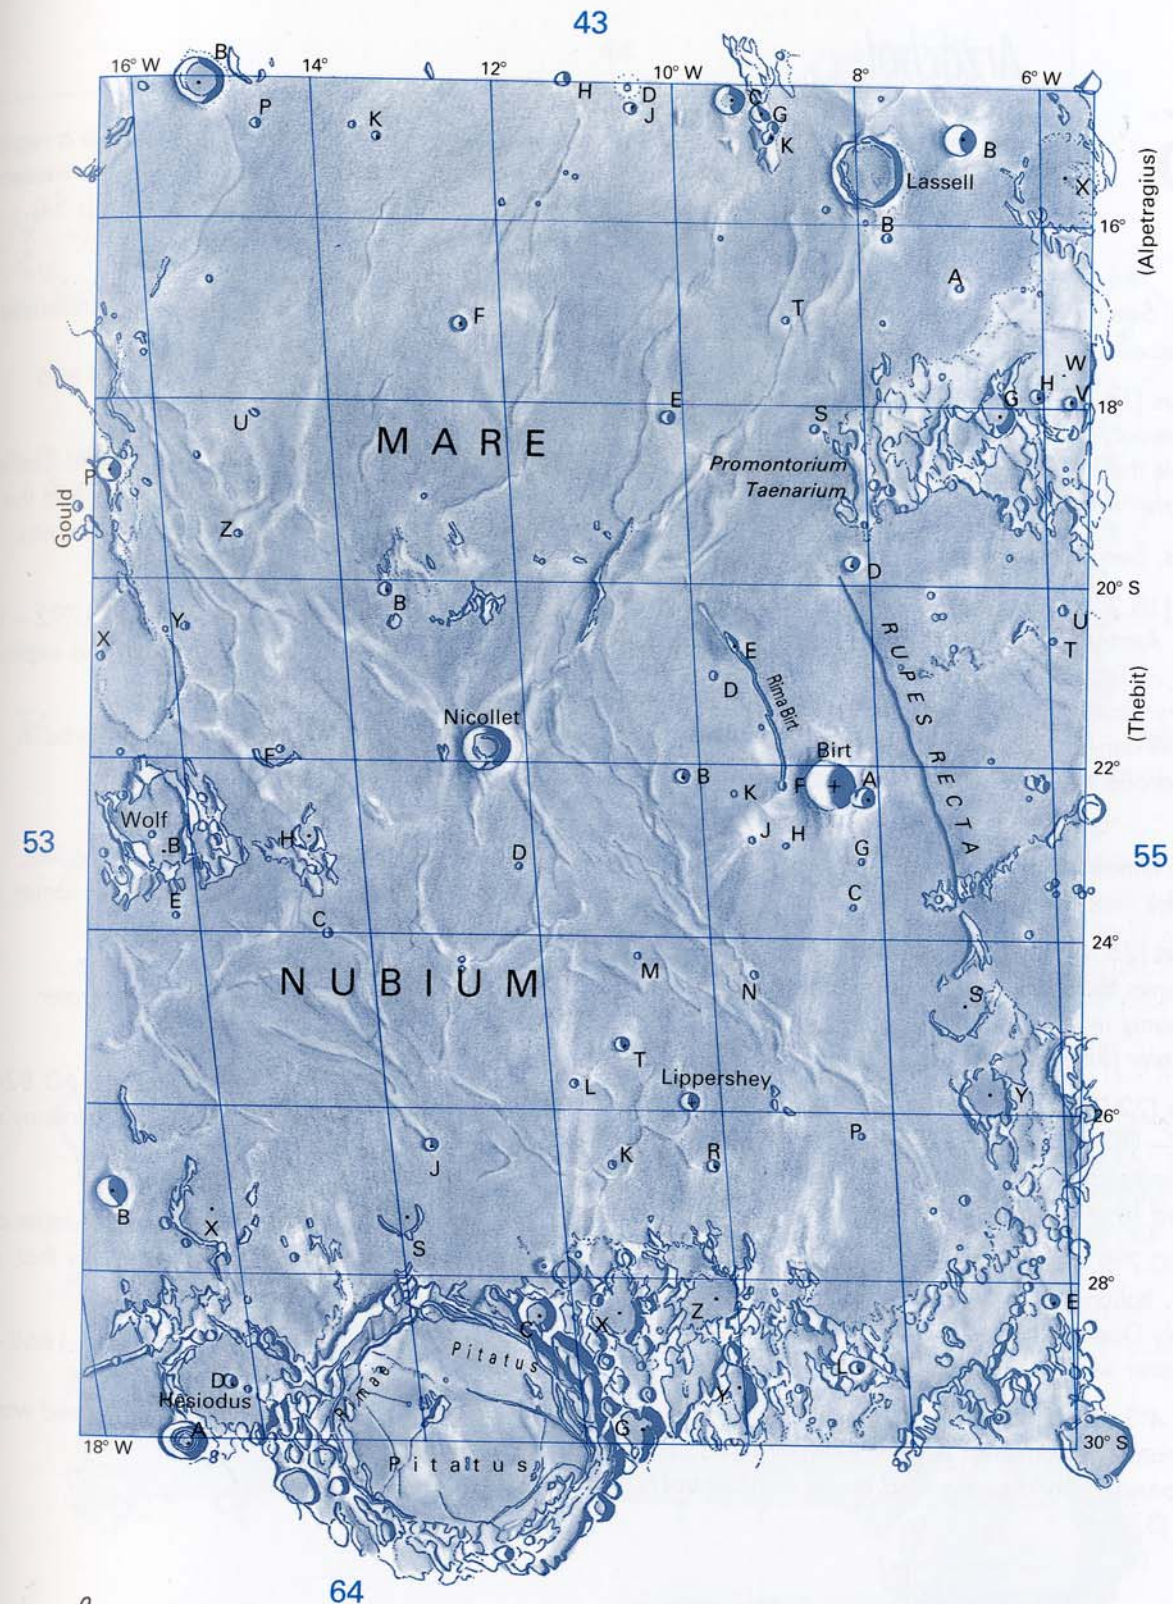 43
16° W 14° 12° 10° W 8° 6° W
B
P
K
H
D
J
C
G
K
B
Lassell
X
(Alpetragius)
16°
B
A
F
T
W
E
H
V
G
18°
U
S
MARE
Promontorium
Taenarium
P
Gould
Z
D
20° S
B
Y
U
X
E
T
D
Rima Birt
RUPES RECTA
(Thebit)
Nicollet
Birt
F
22°
B
K
F
A
Wolf
B
53
H
J
H
D
G
55
E
C
C
24°
NUBIUM
M
N
S
T
L
Lippershey
Y
26°
P
J
K
R
B
X
S
28°
E
C
X
Z
Rimae Pitatus
L
D
Hesiodus
Y
A
G
18° W
30° S
Pitatus
64